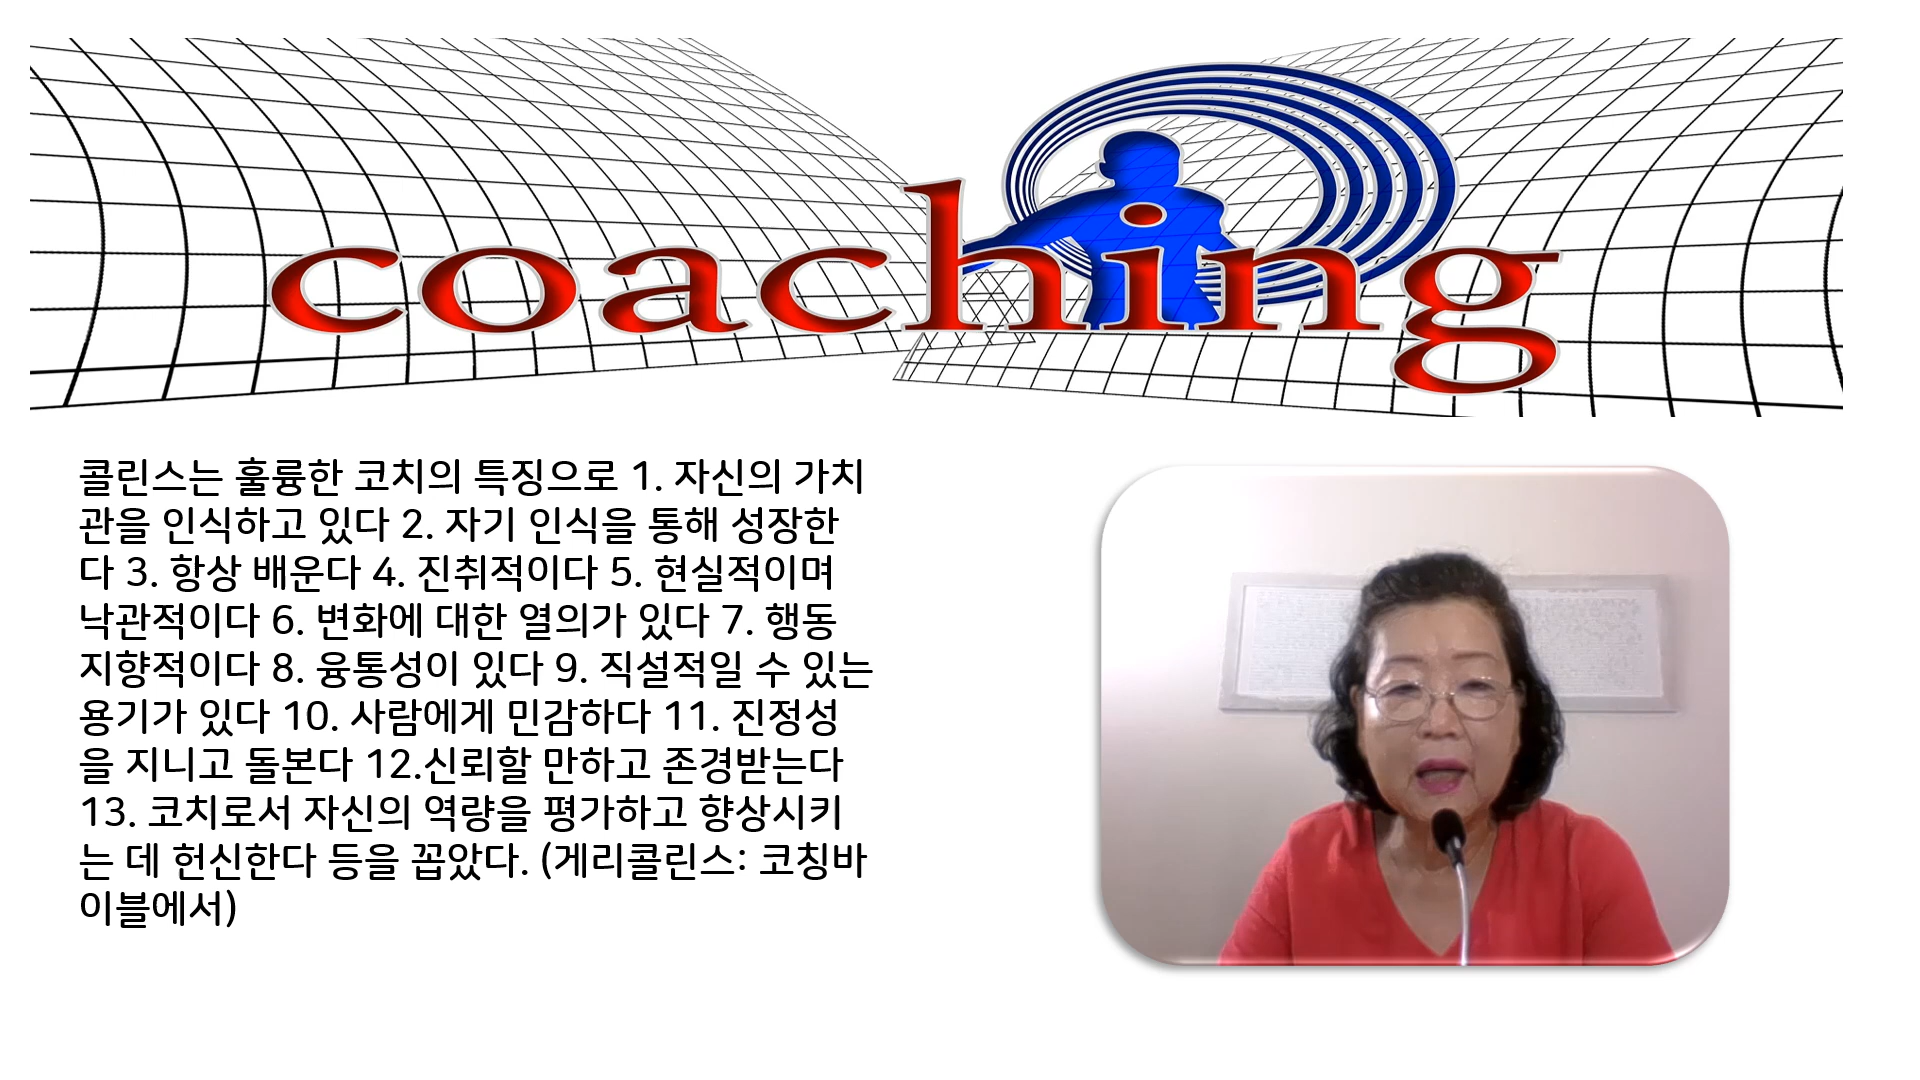 coaching
콜린스는 훌륭한 코치의 특징으로 1. 자신의 가치
관을 인식하고 있다 2. 자기 인식을 통해 성장한
다 3. 항상 배운다 4. 진취적이다 5. 현실적이며
낙관적이다 6. 변화에 대한 열의가 있다 7. 행동
지향적이다 8. 융통성이 있다 9. 직설적일 수 있는
용기가 있다 10. 사람에게 민감하다 11. 진정성
을 지니고 돌본다 12.신뢰할 만하고 존경받는다
13. 코치로서 자신의 역량을 평가하고 향상시키
는 데 헌신한다 등을 꼽았다. (게리콜린스: 코칭바
이블에서)